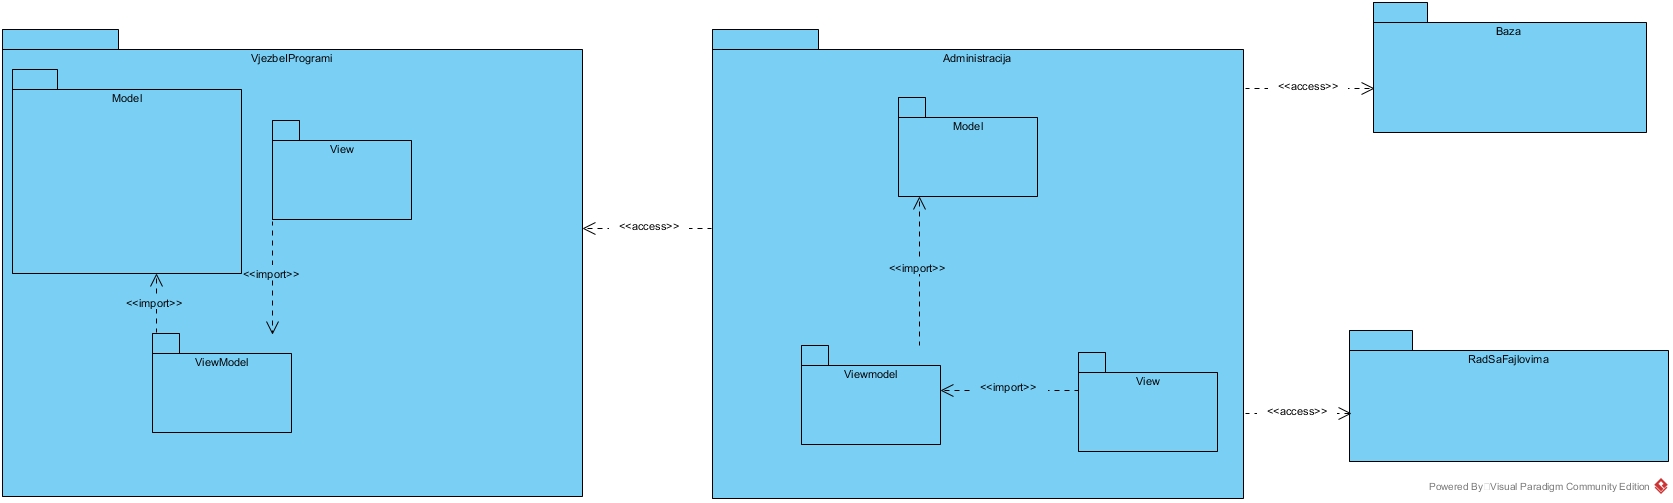 VjezbeIProgrami
Model
View
<<import>>
<<import>>
ViewModel
<<access>>
Administracija
Model
<<import>>
Viewmodel
<<import>>
View
<<access>>
Baza
<<access>>
RadSaFajlovima
Powered By Visual Paradigm Community Edition